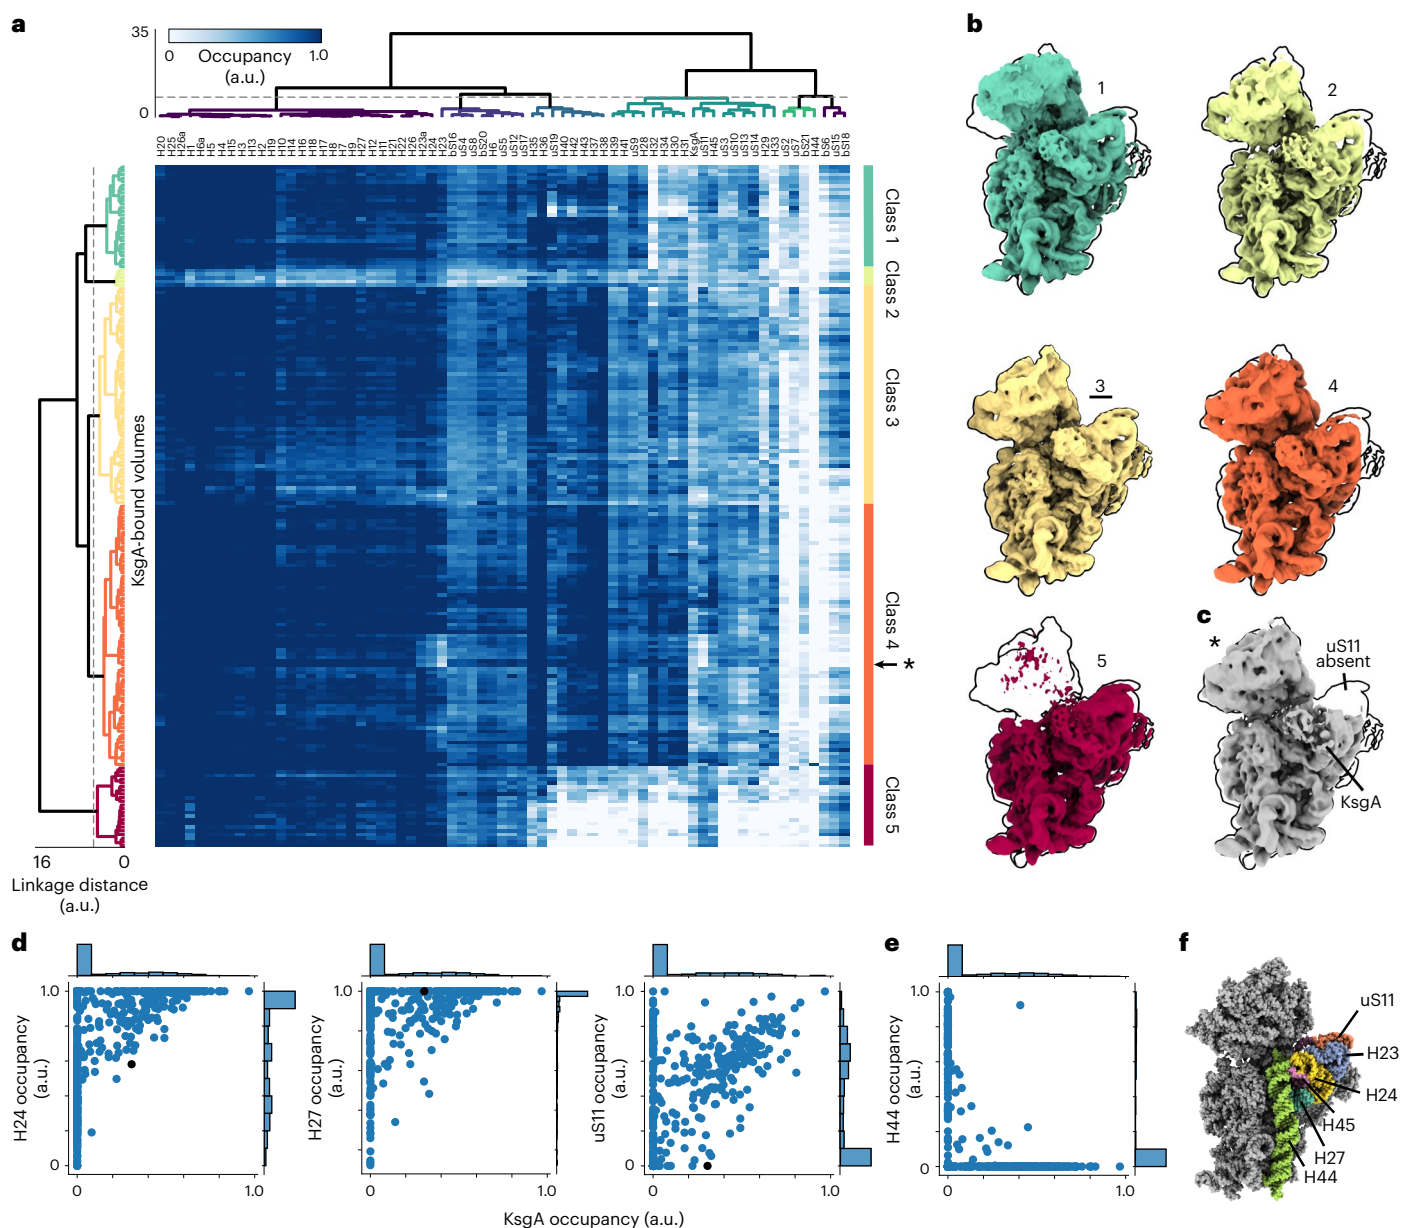 a
35
0
0
1.0
Occupancy
(a.u.)
H20
H25
H26a
H1
H6a
H5
H4
H15
H3
H13
H2
H19
H10
H14
H16
H18
H17
H8
H7
H9
H27
H12
H11
H21
H22
H26
H23a
H24
H23
bS16
uS4
uS8
bS20
H6
uS5
uS12
uS17
H35
H36
uS19
H40
H42
H43
H37
H38
H39
H41
uS9
H28
H32
H34
H30
H31
KsgA
uS11
H45
uS3
uS10
uS13
uS14
H29
H33
uS2
uS7
bS21
H44
bS6
uS15
bS18
KsgA-bound volumes
Class 1
Class 2
Class 3
Class 4
*
Class 5
16
0
Linkage distance
(a.u.)
b
1
2
3
4
5
c
*
uS11
absent
KsgA
d
H24 occupancy
(a.u.)
1.0
0
0
1.0
H27 occupancy
(a.u.)
1.0
0
0
1.0
uS11 occupancy
(a.u.)
1.0
0
0
1.0
e
H44 occupancy
(a.u.)
1.0
0
0
1.0
KsgA occupancy (a.u.)
f
uS11
H23
H24
H45
H27
H44